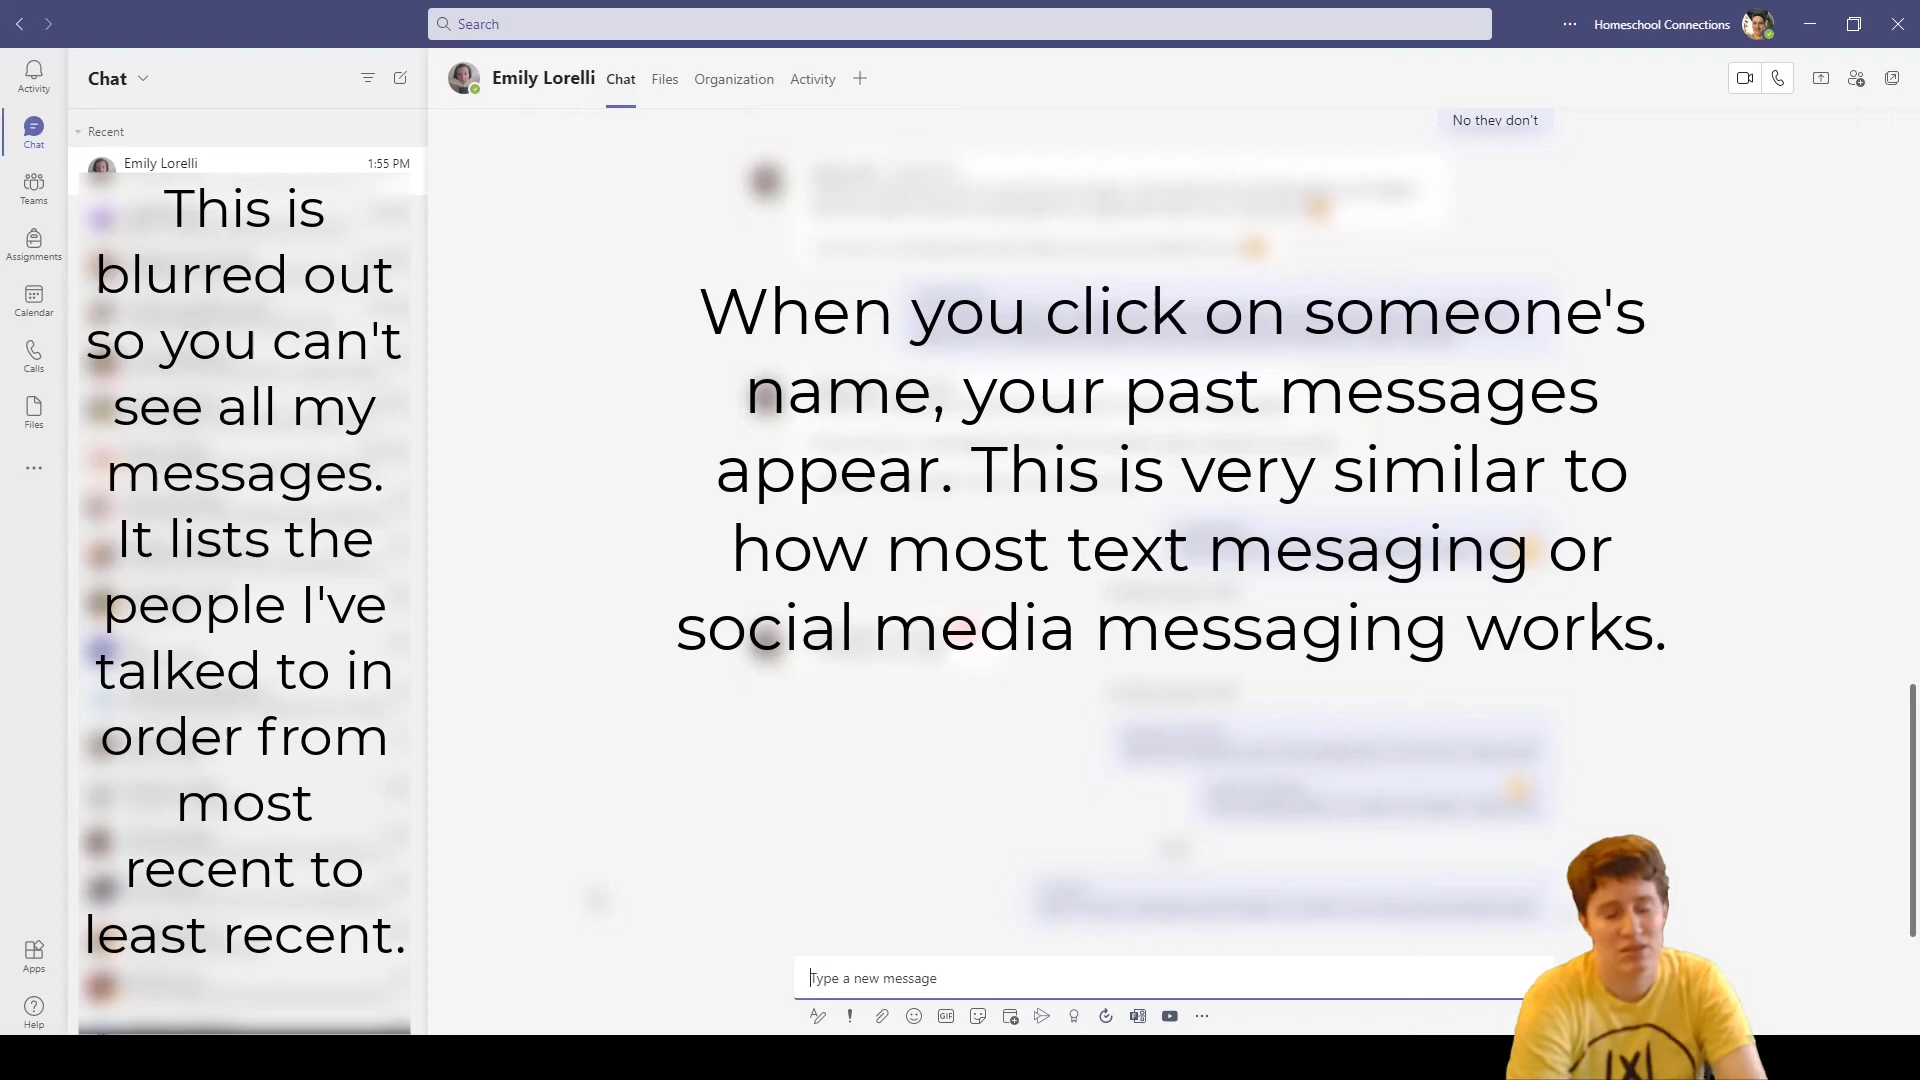 Search
Homeschool Connections
Activity
Chat
Teams
Assignments
Calendar
Calls
Files
Apps
Help
Chat
Recent
Emily Lorelli 1:55 PM
This is
blurred out
so you can't
see all my
messages.
It lists the
people I've
talked to in
order from
most
recent to
least recent.
Emily Lorelli Chat Files Organization Activity
No they don't
When you click on someone's
name, your past messages
appear. This is very similar to
how most text mesaging or
social media messaging works.
Type a new message
GIF
|X|